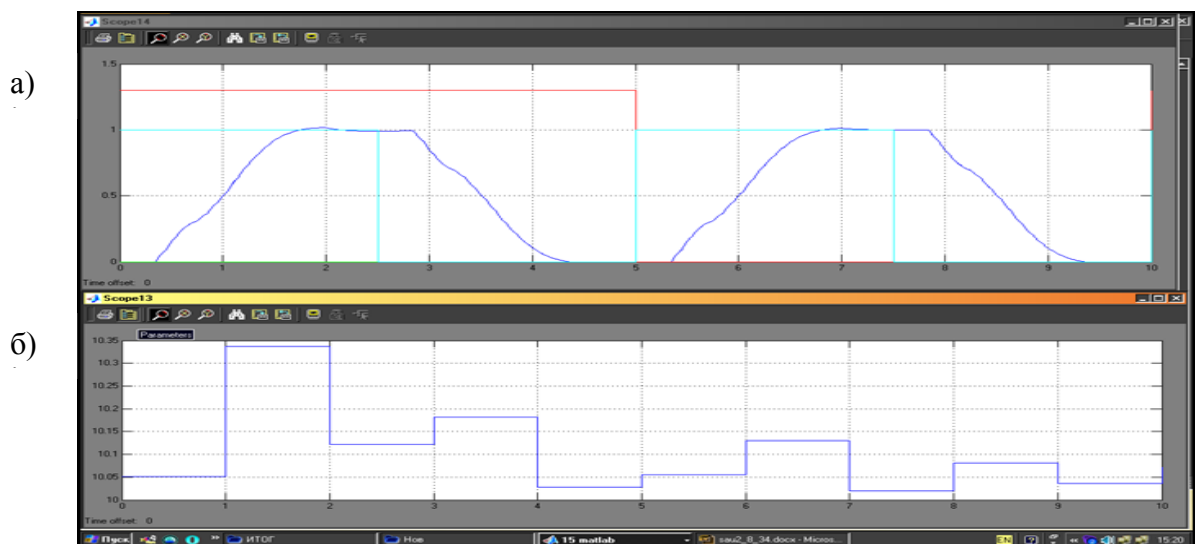 Scope14
а)
1.5
1
0.5
0
0 1 2 3 4 5 6 7 8 9 10
Time offset: 0
Scope13
б)
Parameters
10.35
10.3
10.25
10.2
10.15
10.1
10.05
10
0 1 2 3 4 5 6 7 8 9 10
Time offset: 0
Пуск » ИТОГ Нов 15 matlab sau2_8_34.docx - Micros... EN « 15:20